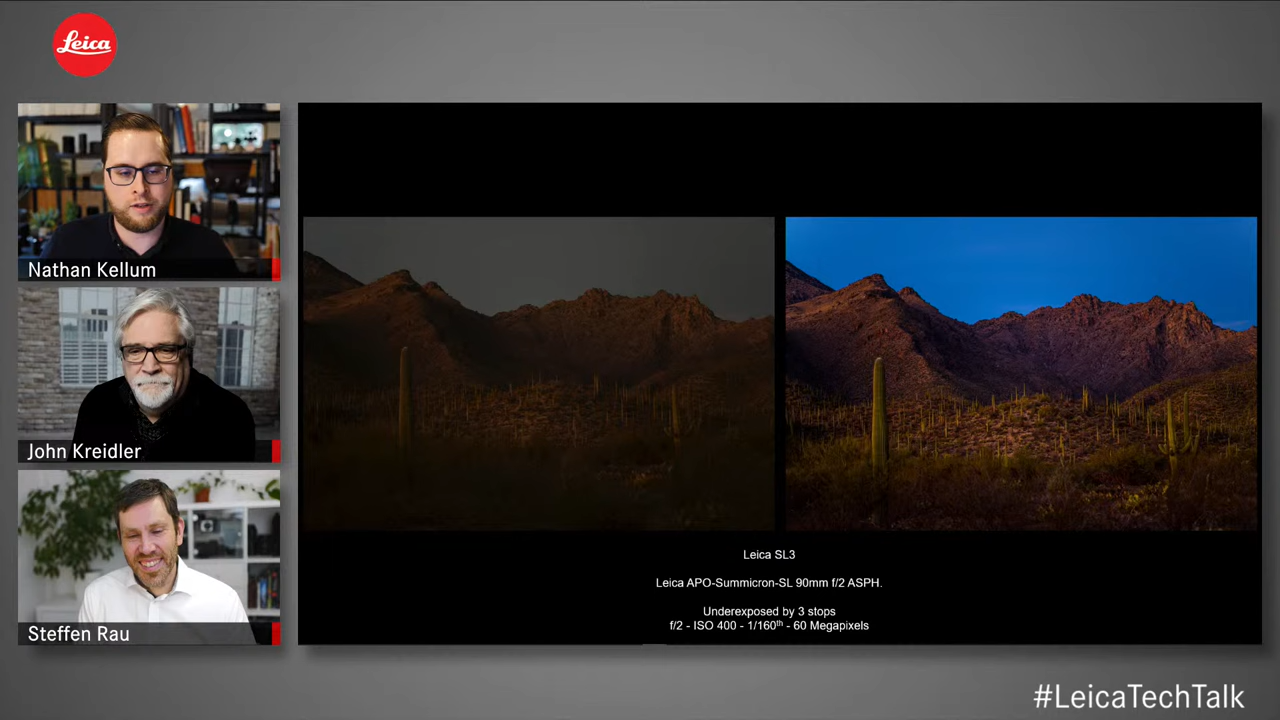 Leica
Nathan Kellum
John Kreidler
Steffen Rau
Leica SL3
Leica APO-Summicron-SL 90mm f/2 ASPH.
Underexposed by 3 stops
f/2 - ISO 400 - 1/160th - 60 Megapixels
#LeicaTechTalk